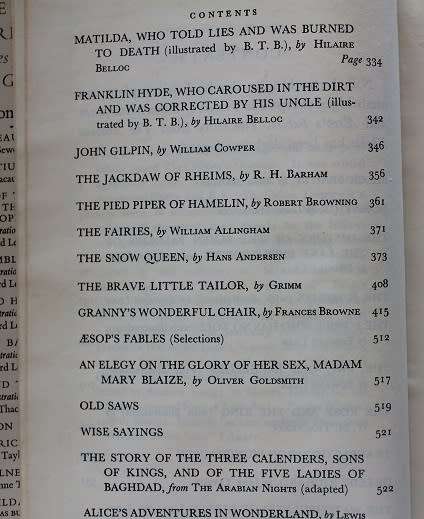 CONTENTS
MATILDA, WHO TOLD LIES AND WAS BURNED
TO DEATH (illustrated by B. T. B.), by HILAIRE
BELLOC Page 334
FRANKLIN HYDE, WHO CAROUSED IN THE DIRT
AND WAS CORRECTED BY HIS UNCLE (illus-
trated by B. T. B.), by HILAIRE BELLOC 342
JOHN GILPIN, by WILLIAM COWPER 346
THE JACKDAW OF RHEIMS, by R. H. BARHAM 356
THE PIED PIPER OF HAMELIN, by ROBERT BROWNING 361
THE FAIRIES, by WILLIAM ALLINGHAM 371
THE SNOW QUEEN, by HANS ANDERSEN 373
THE BRAVE LITTLE TAILOR, by GRIMM 408
GRANNY'S WONDERFUL CHAIR, by FRANCES BROWNE 415
ÆSOP'S FABLES (Selections) 512
AN ELEGY ON THE GLORY OF HER SEX, MADAM
MARY BLAIZE, by OLIVER GOLDSMITH 517
OLD SAWS 519
WISE SAYINGS 521
THE STORY OF THE THREE CALENDERS, SONS
OF KINGS, AND OF THE FIVE LADIES OF
BAGHDAD, from THE ARABIAN NIGHTS (adapted) 522
ALICE'S ADVENTURES IN WONDERLAND, by LEWIS